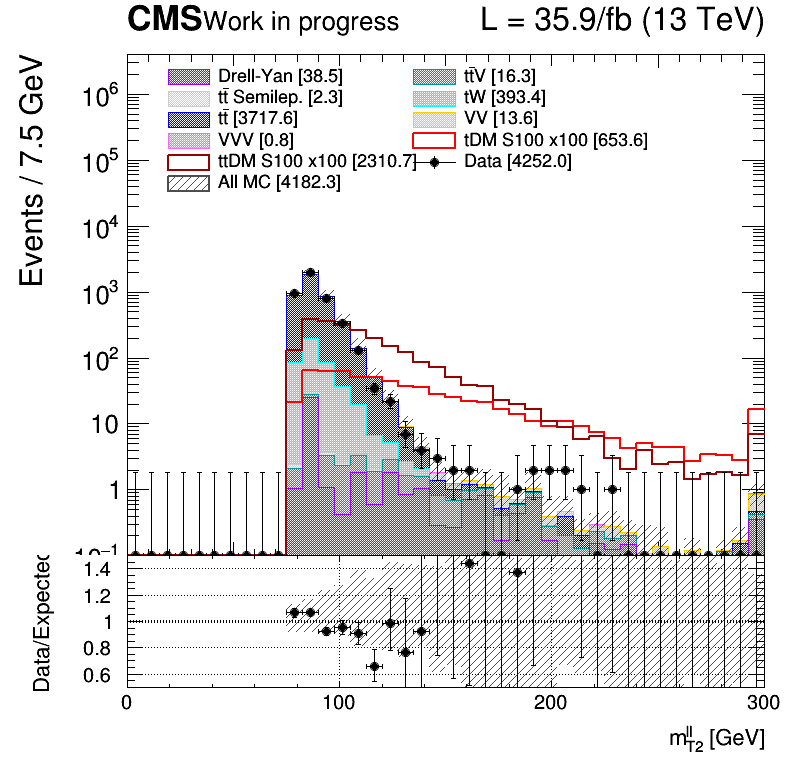 CMS Work in progress L = 35.9/fb (13 TeV)
Events / 7.5 GeV
Drell-Yan [38.5] tt̄V [16.3]
tt̄ Semilep. [2.3] tW [393.4]
tt̄ [3717.6] VV [13.6]
VVV [0.8] tDM S100 x100 [653.6]
ttDM S100 x100 [2310.7] Data [4252.0]
All MC [4182.3]
10⁶
10⁵
10⁴
10³
10²
10
1
10⁻¹
Data/Expected
1.4
1.2
1
0.8
0.6
0 100 200 300
m_{T2}^{ll} [GeV]